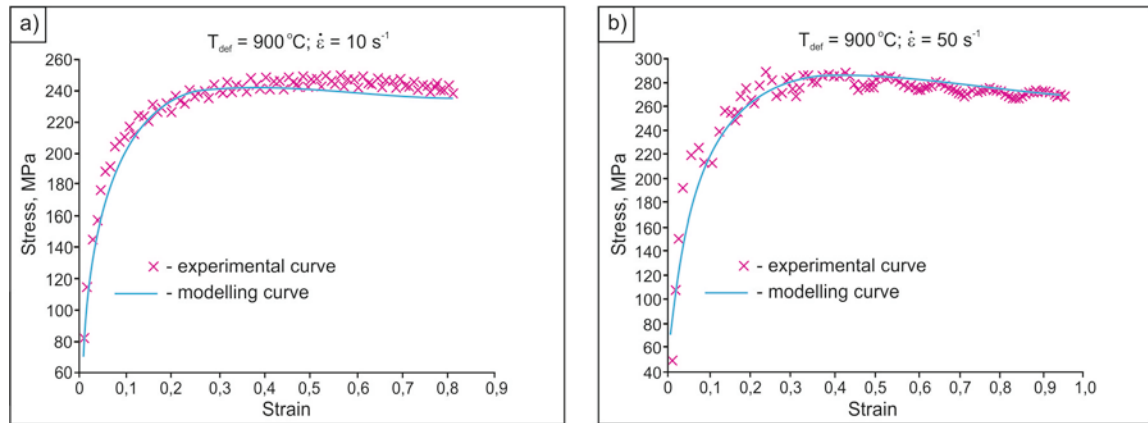 a)
T def = 900 °C; ε̇ = 10 s⁻¹
Stress, MPa
260
240
220
200
180
160
140
120
100
80
60
× - experimental curve
— - modelling curve
0 0,1 0,2 0,3 0,4 0,5 0,6 0,7 0,8 0,9
Strain
b)
T def = 900 °C; ε̇ = 50 s⁻¹
Stress, MPa
300
280
260
240
220
200
180
160
140
120
100
80
60
40
× - experimental curve
— - modelling curve
0 0,1 0,2 0,3 0,4 0,5 0,6 0,7 0,8 0,9 1,0
Strain